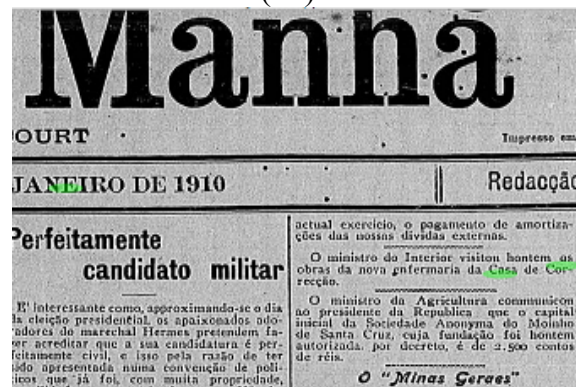 Manhã
OURT
Impresso em
JANEIRO DE 1910
Redacção
Perfeitamente
candidato militar
E' interessante como, approximando-se o dia
da eleição presidential, os apaixonados ado-
radores do marechal Hermes pretendem fa-
zer acreditar que a sua candidatura é per-
feitamente civil, e isso pela razão de ter
sido apresentada numa convenção de poli-
ticos que já foi, com muita propriedade,
actual exercicio, o pagamento de amortiza-
ções das nossas dividas externas.
O ministro do Interior visitou hontem as
obras da nova enfermaria da Casa de Cor-
recção.
O ministro da Agricultura communicou
ao presidente da Republica que o capital
inicial da Sociedade Anonyma do Moinho
de Santa Cruz, cuja fundação foi hontem
autorizada, por decreto, é de 2.500 contos
de réis.
O "Minas Geraes"